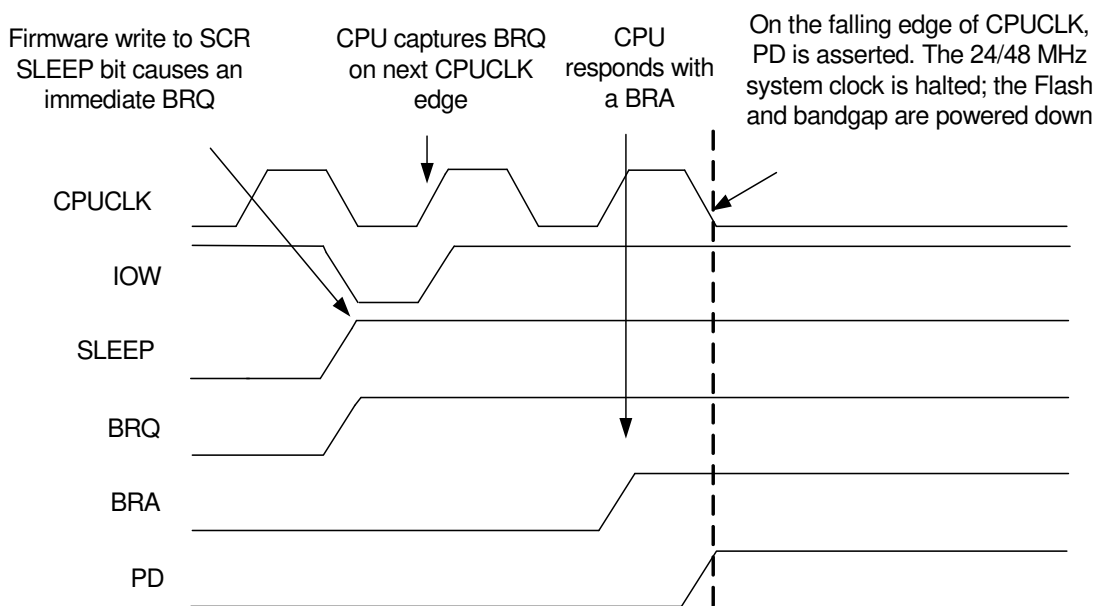 Firmware write to SCR
SLEEP bit causes an
immediate BRQ
CPU captures BRQ
on next CPUCLK
edge
CPU
responds with
a BRA
On the falling edge of CPUCLK,
PD is asserted. The 24/48 MHz
system clock is halted; the Flash
and bandgap are powered down
CPUCLK
IOW
SLEEP
BRQ
BRA
PD